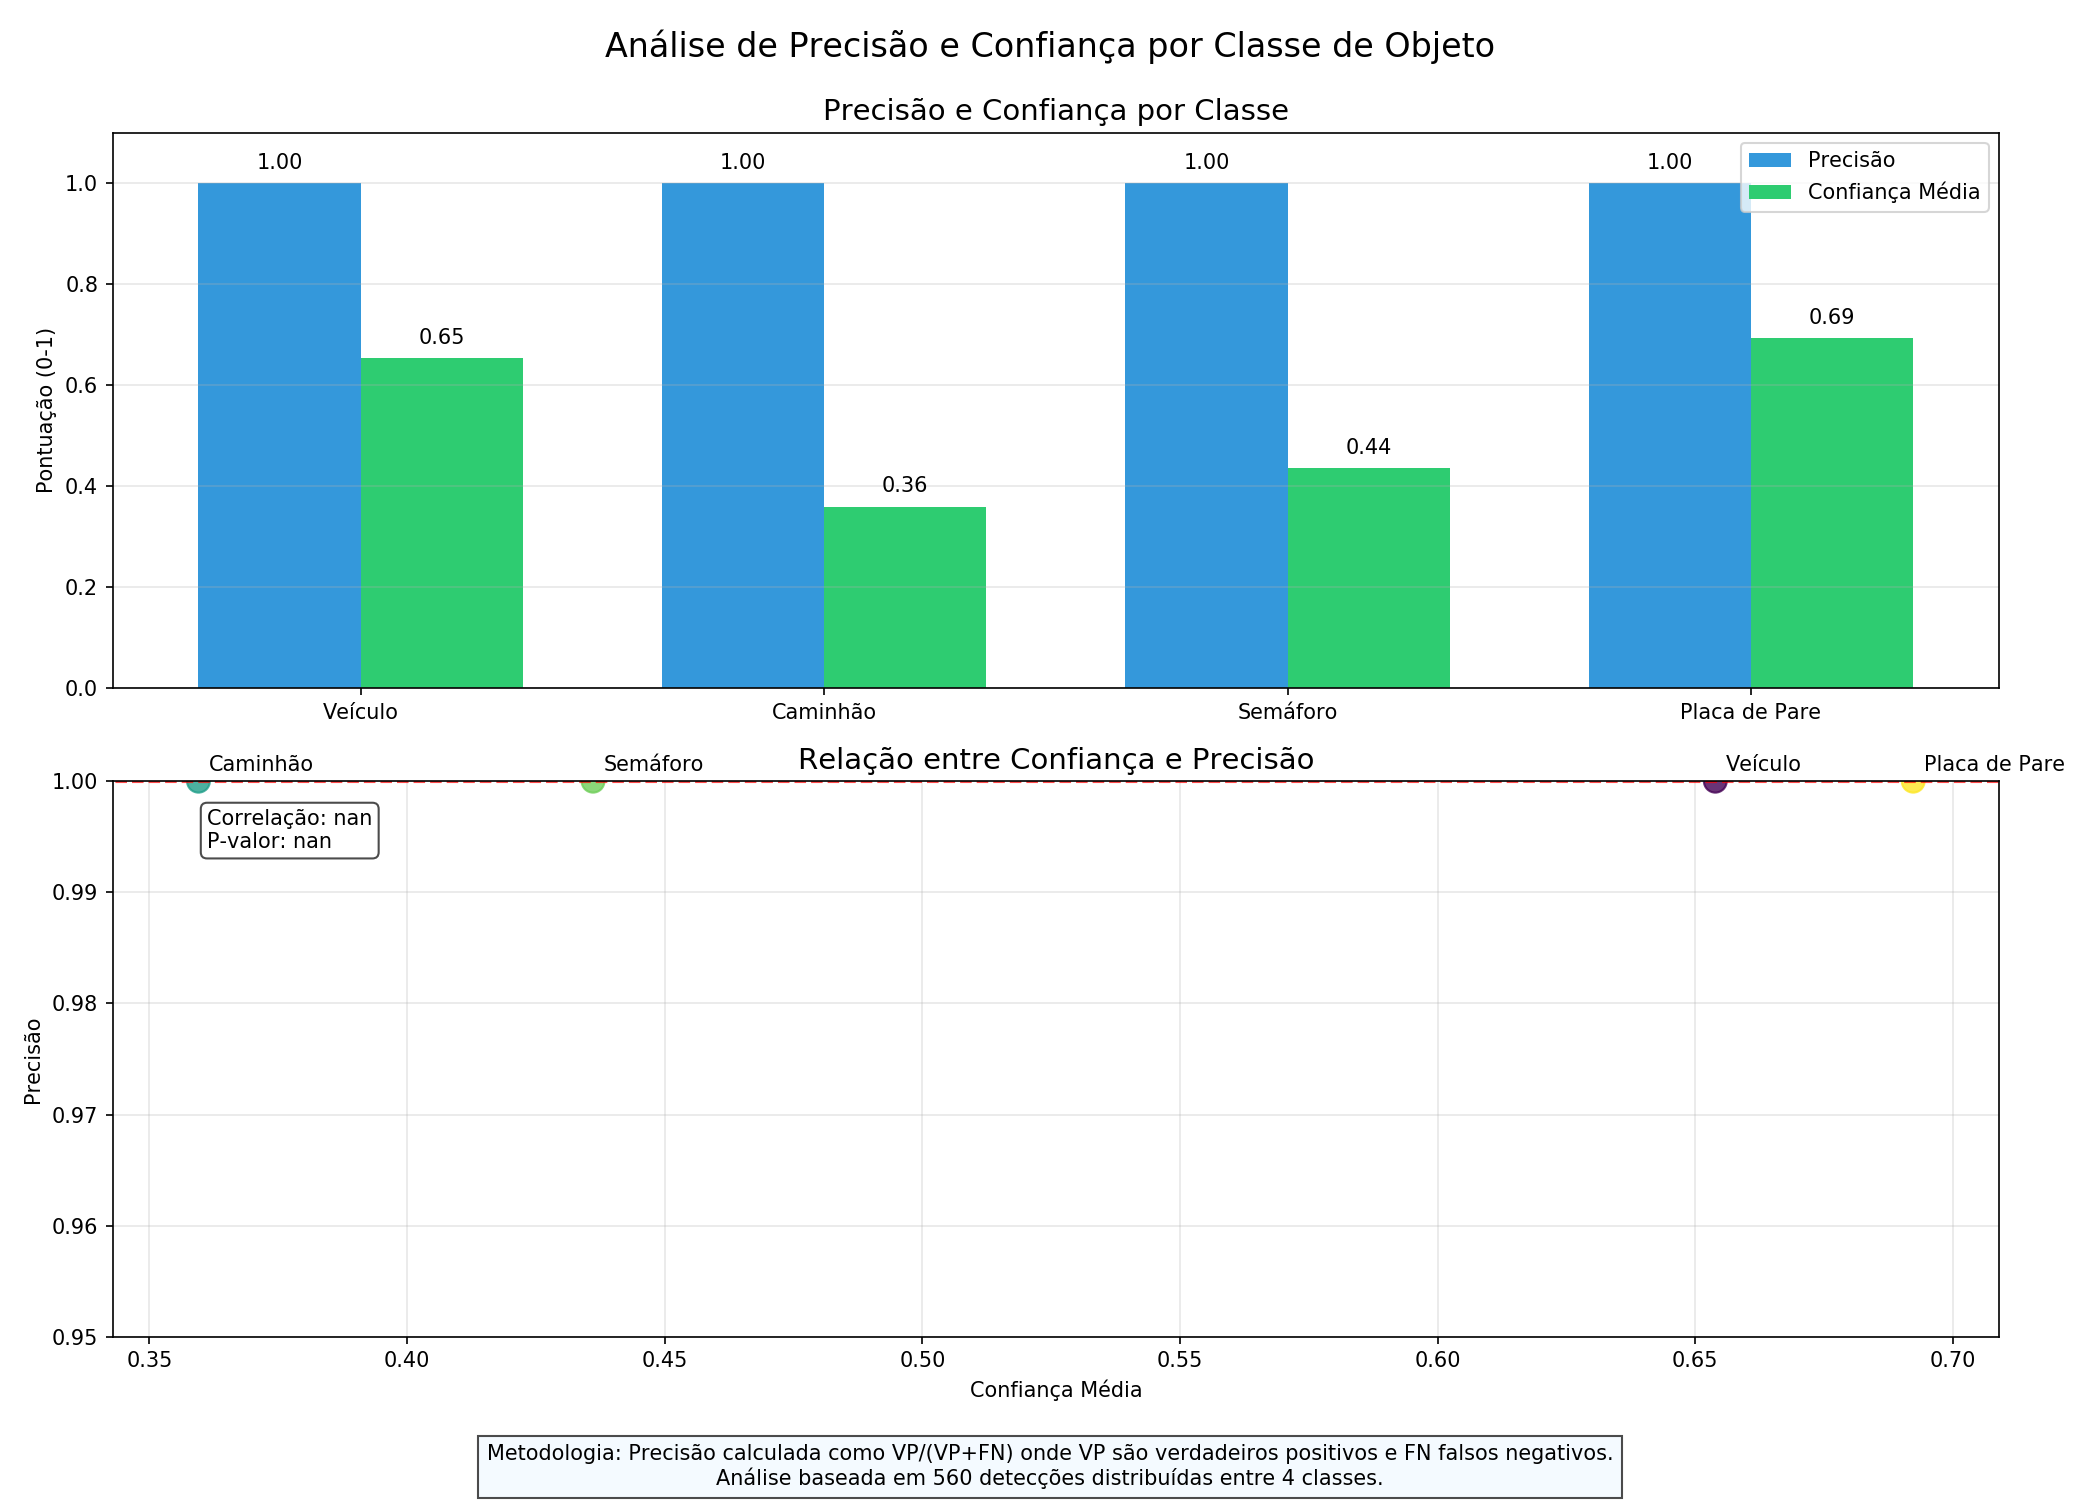 Análise de Precisão e Confiança por Classe de Objeto
Precisão e Confiança por Classe
1.00
1.00
1.00
1.00
Precisão
Confiança Média
0.65
0.36
0.44
0.69
Pontuação (0-1)
1.0
0.8
0.6
0.4
0.2
0.0
Veículo
Caminhão
Semáforo
Placa de Pare
Relação entre Confiança e Precisão
Caminhão
Semáforo
Veículo
Placa de Pare
Correlação: nan
P-valor: nan
Precisão
1.00
0.99
0.98
0.97
0.96
0.95
0.35
0.40
0.45
0.50
0.55
0.60
0.65
0.70
Confiança Média
Metodologia: Precisão calculada como VP/(VP+FN) onde VP são verdadeiros positivos e FN falsos negativos.
Análise baseada em 560 detecções distribuídas entre 4 classes.